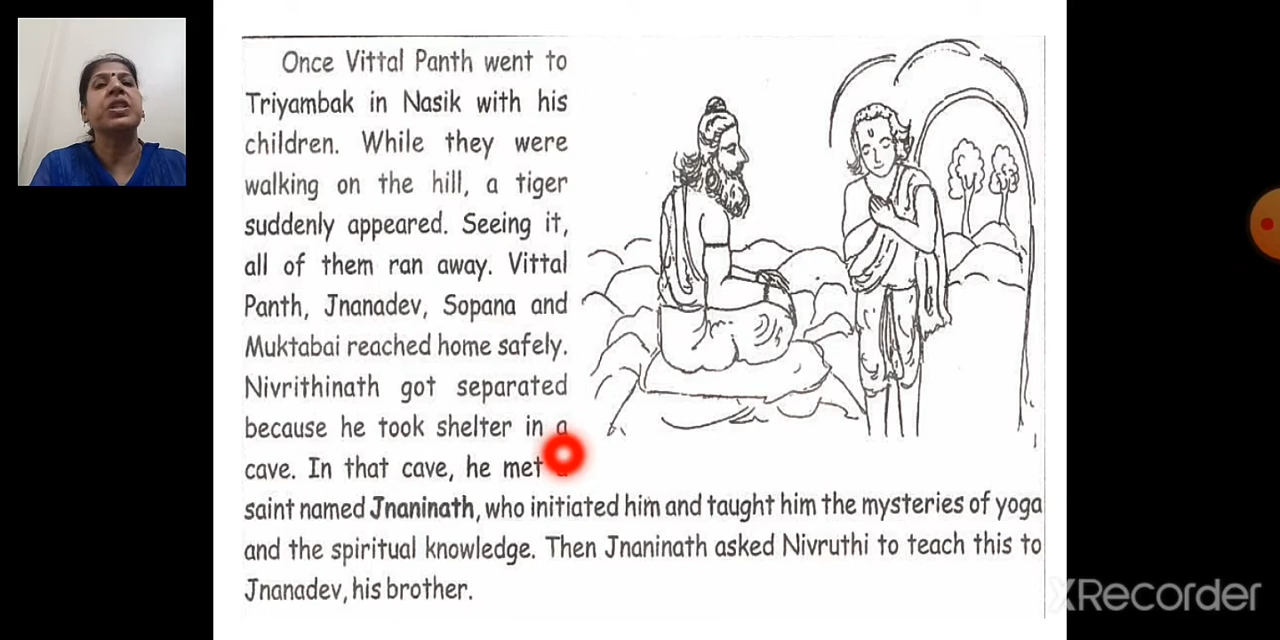 Once Vittal Panth went to
Triyambak in Nasik with his
children. While they were
walking on the hill, a tiger
suddenly appeared. Seeing it,
all of them ran away. Vittal
Panth, Jnanadev, Sopana and
Muktabai reached home safely.
Nivrithinath got separated
because he took shelter in a
cave. In that cave, he met
saint named Jnaninath, who initiated him and taught him the mysteries of yoga
and the spiritual knowledge. Then Jnaninath asked Nivruthi to teach this to
Jnanadev, his brother.
XRecorder